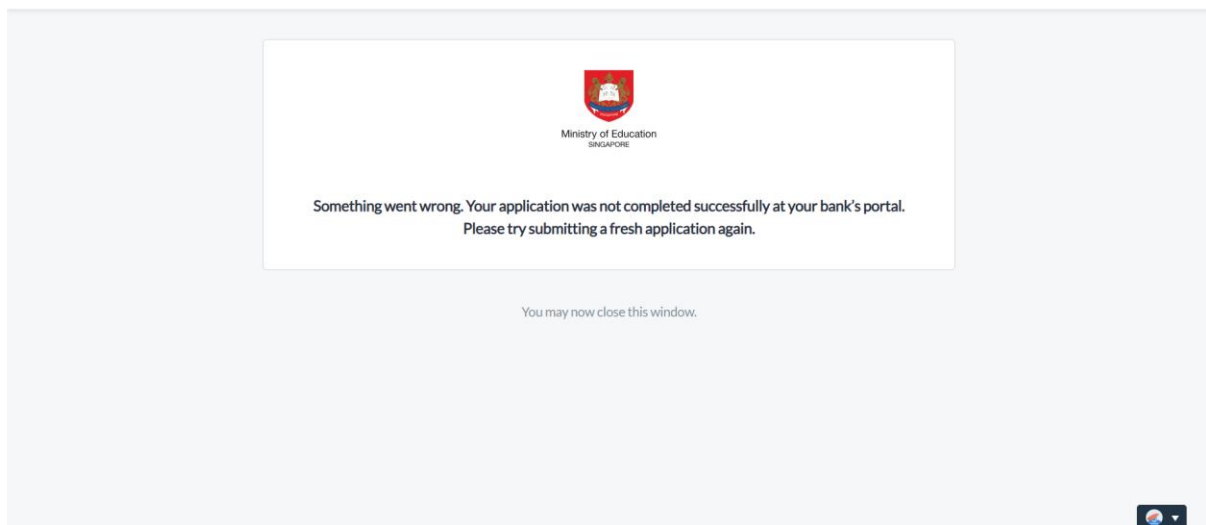 Ministry of Education
SINGAPORE
Something went wrong. Your application was not completed successfully at your bank's portal.
Please try submitting a fresh application again.
You may now close this window.